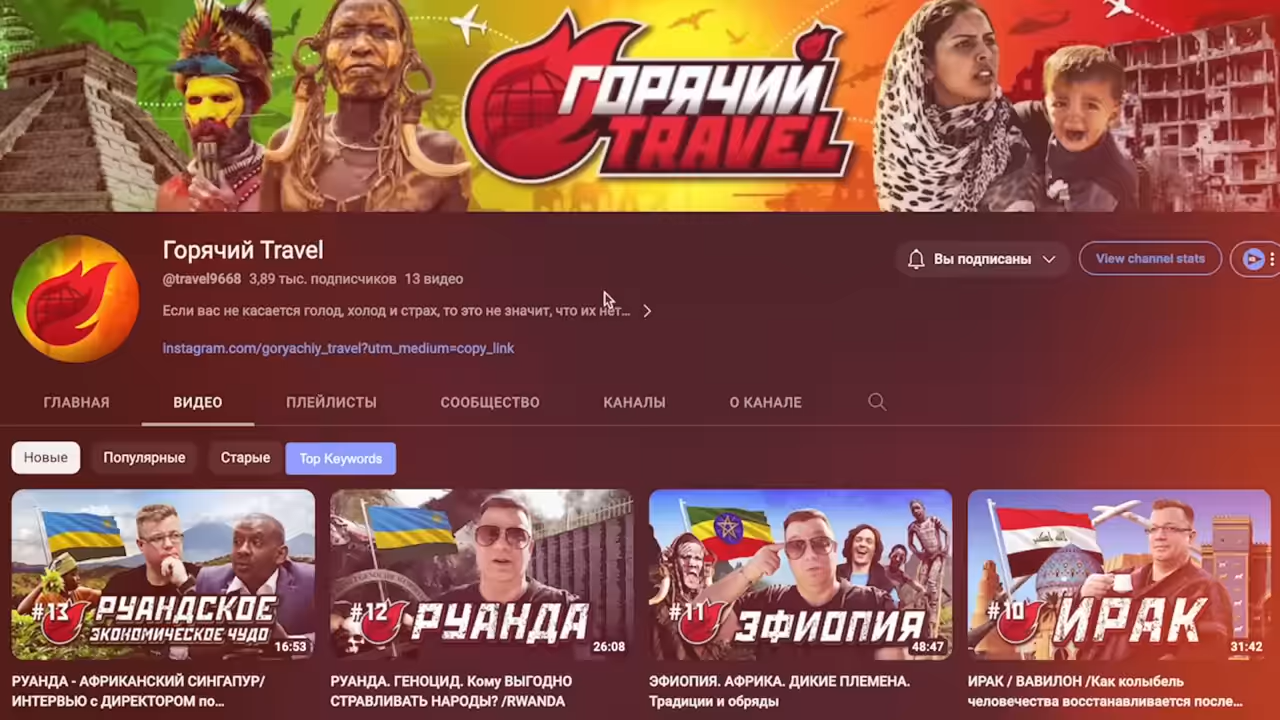 ГОРЯЧИЙ
TRAVEL
Горячий Travel
@travel9668 3,89 тыс. подписчиков 13 видео
Если вас не касается голод, холод и страх, то это не значит, что их нет...
instagram.com/goryachiy_travel?utm_medium=copy_link
Вы подписаны
View channel stats
ГЛАВНАЯ ВИДЕО ПЛЕЙЛИСТЫ СООБЩЕСТВО КАНАЛЫ О КАНАЛЕ
Новые Популярные Старые Top Keywords
#13 РУАНДСКОЕ
ЭКОНОМИЧЕСКОЕ ЧУДО
16:53
РУАНДА - АФРИКАНСКИЙ СИНГАПУР/
ИНТЕРВЬЮ с ДИРЕКТОРОМ по...
#12 РУАНДА
26:08
РУАНДА. ГЕНОЦИД. Кому ВЫГОДНО
СТРАВЛИВАТЬ НАРОДЫ? /RWANDA
#11 ЭФИОПИЯ
48:47
ЭФИОПИЯ. АФРИКА. ДИКИЕ ПЛЕМЕНА.
Традиции и обряды
#10 ИРАК
31:42
ИРАК / ВАВИЛОН /Как колыбель
человечества восстанавливается после...